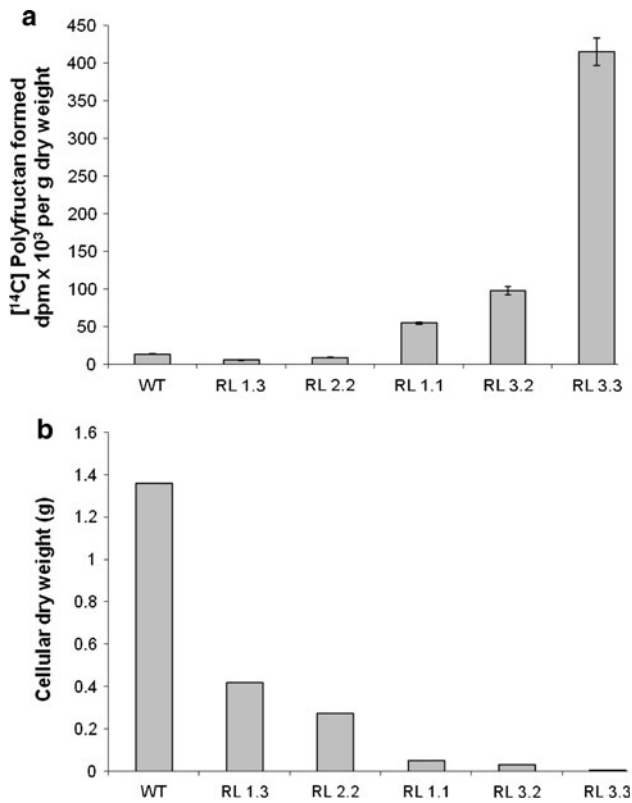 a
[¹⁴C] Polyfructan formed
dpm x 10³ per g dry weight
450
400
350
300
250
200
150
100
50
0
WT RL 1.3 RL 2.2 RL 1.1 RL 3.2 RL 3.3
b
Cellular dry weight (g)
1.6
1.4
1.2
1
0.8
0.6
0.4
0.2
0
WT RL 1.3 RL 2.2 RL 1.1 RL 3.2 RL 3.3